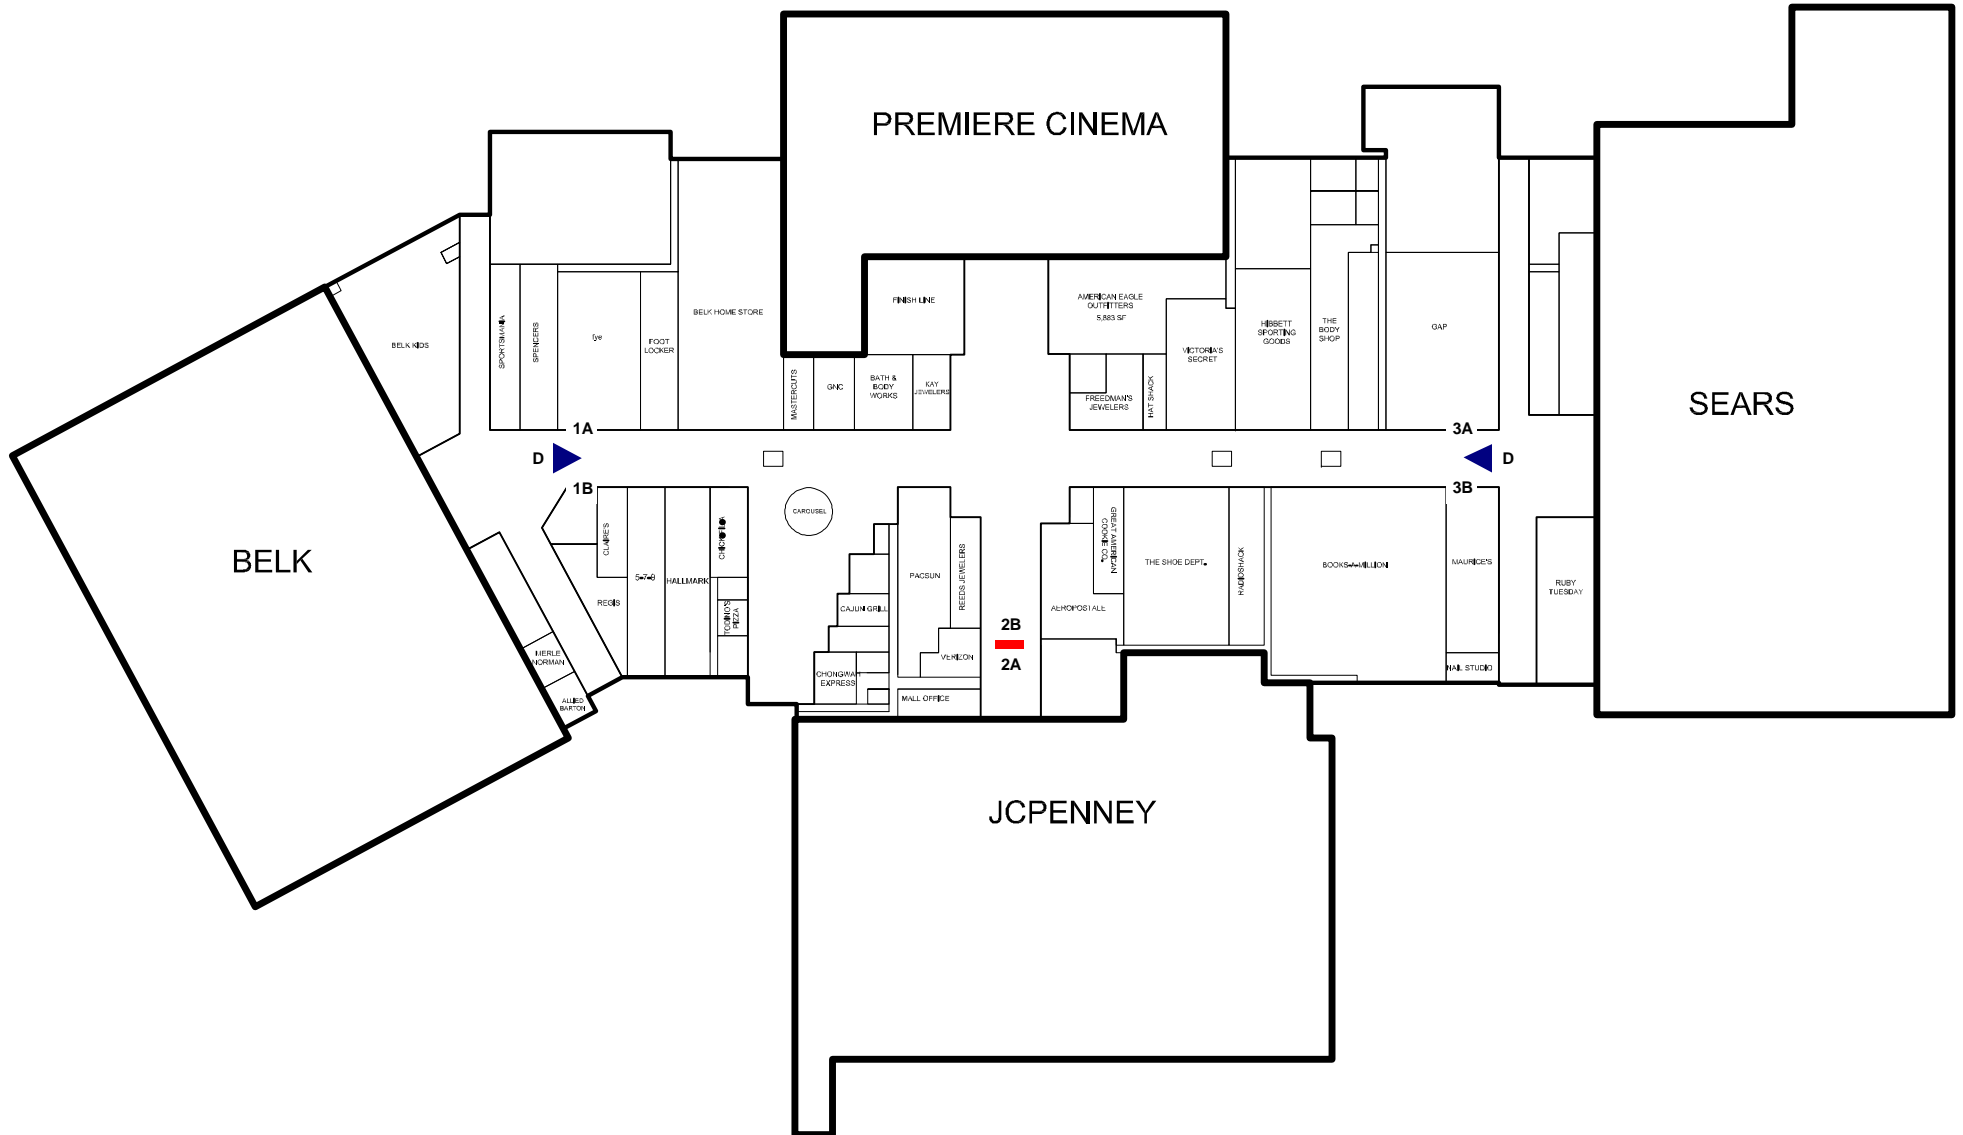 PREMIERE CINEMA
BELK KIDS
SPORTSMANIA
SPENCERS
fye
FOOT
LOCKER
BELK HOME STORE
FINISH LINE
MASTERCUTS
GNC
BATH &
BODY
WORKS
KAY
JEWELERS
AMERICAN EAGLE
OUTFITTERS
5,883 SF
FREEDMAN'S
JEWELERS
HAT SHACK
VICTORIA'S
SECRET
HIBBETT
SPORTING
GOODS
THE
BODY
SHOP
GAP
SEARS
1A
3A
D
D
1B
3B
BELK
CLAIRE'S
REGIS
5-7-9
HALLMARK
TODINO'S
PIZZA
CAROUSEL
CAJUN GRILL
CHONGWAH
EXPRESS
PACSUN
REEDS JEWELERS
VERIZON
MALL OFFICE
2B
2A
AEROPOSTALE
GREAT AMERICAN
COOKIE CO.
THE SHOE DEPT.
RADIOSHACK
BOOKS-A-MILLION
MAURICE'S
NAIL STUDIO
RUBY
TUESDAY
MERLE
NORMAN
ALLIED
BARTON
JCPENNEY